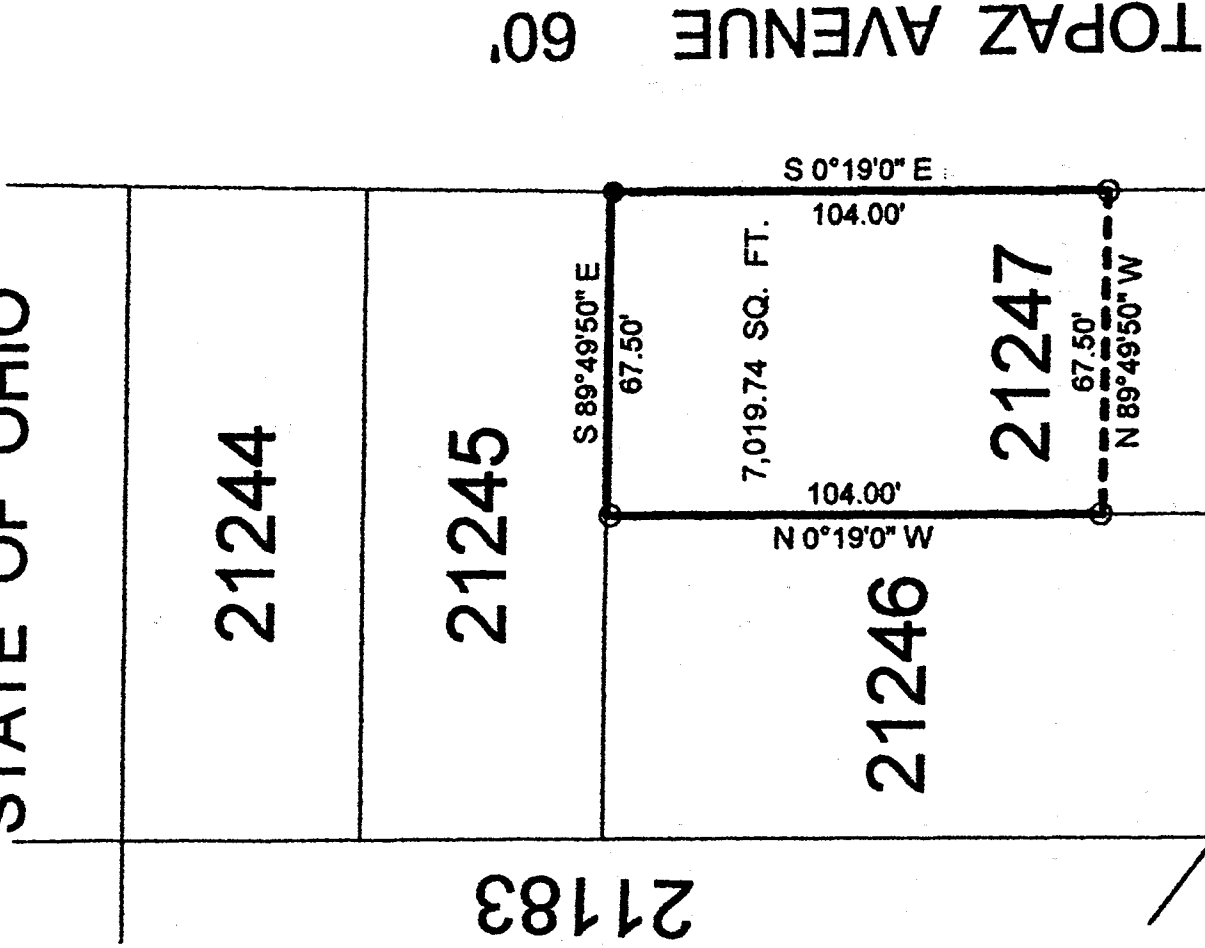 TOPAZ AVENUE 60'
STATE OF OHIO
21244
21245
S 89°49'50" E
67.50'
S 0°19'0" E
104.00'
7,019.74 SQ. FT.
21247
67.50'
N 89°49'50" W
104.00'
N 0°19'0" W
21246
21183